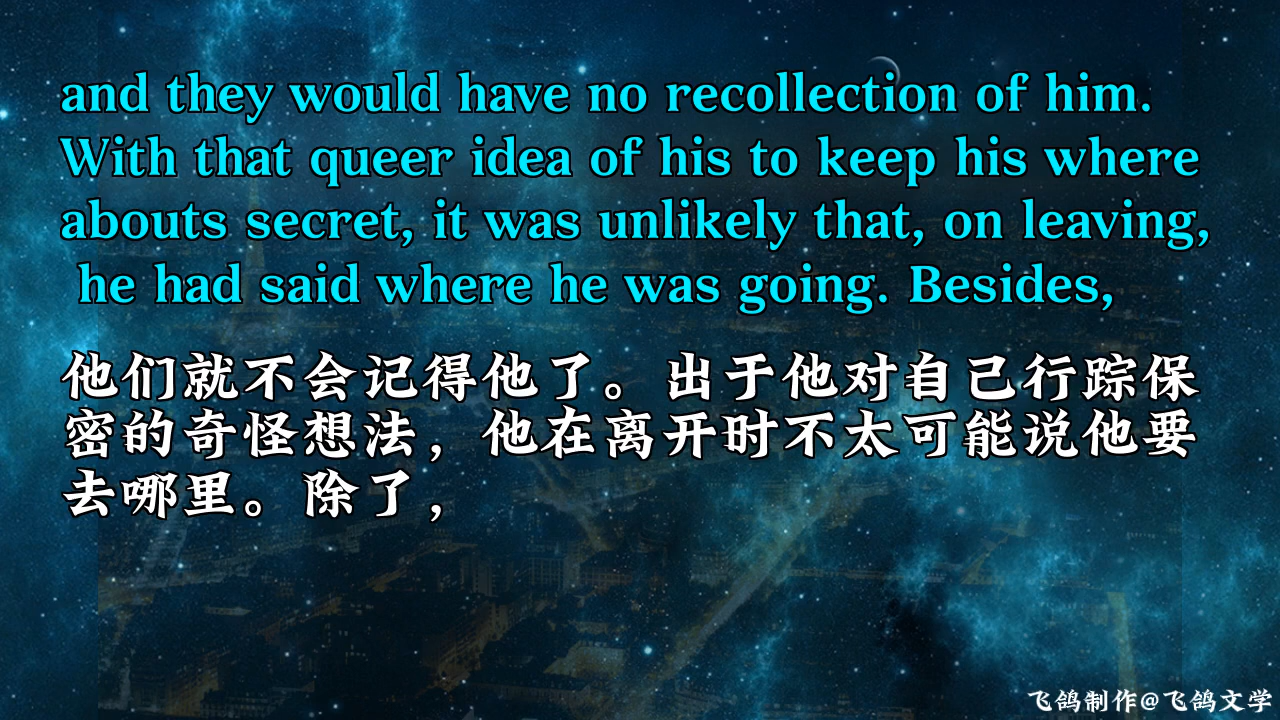 and they would have no recollection of him.
With that queer idea of his to keep his where
abouts secret, it was unlikely that, on leaving,
he had said where he was going. Besides,
他们就不会记得他了。出于他对自己行踪保
密的奇怪想法，他在离开时不太可能说他要
去哪里。除了，
飞鸽制作@飞鸽文学